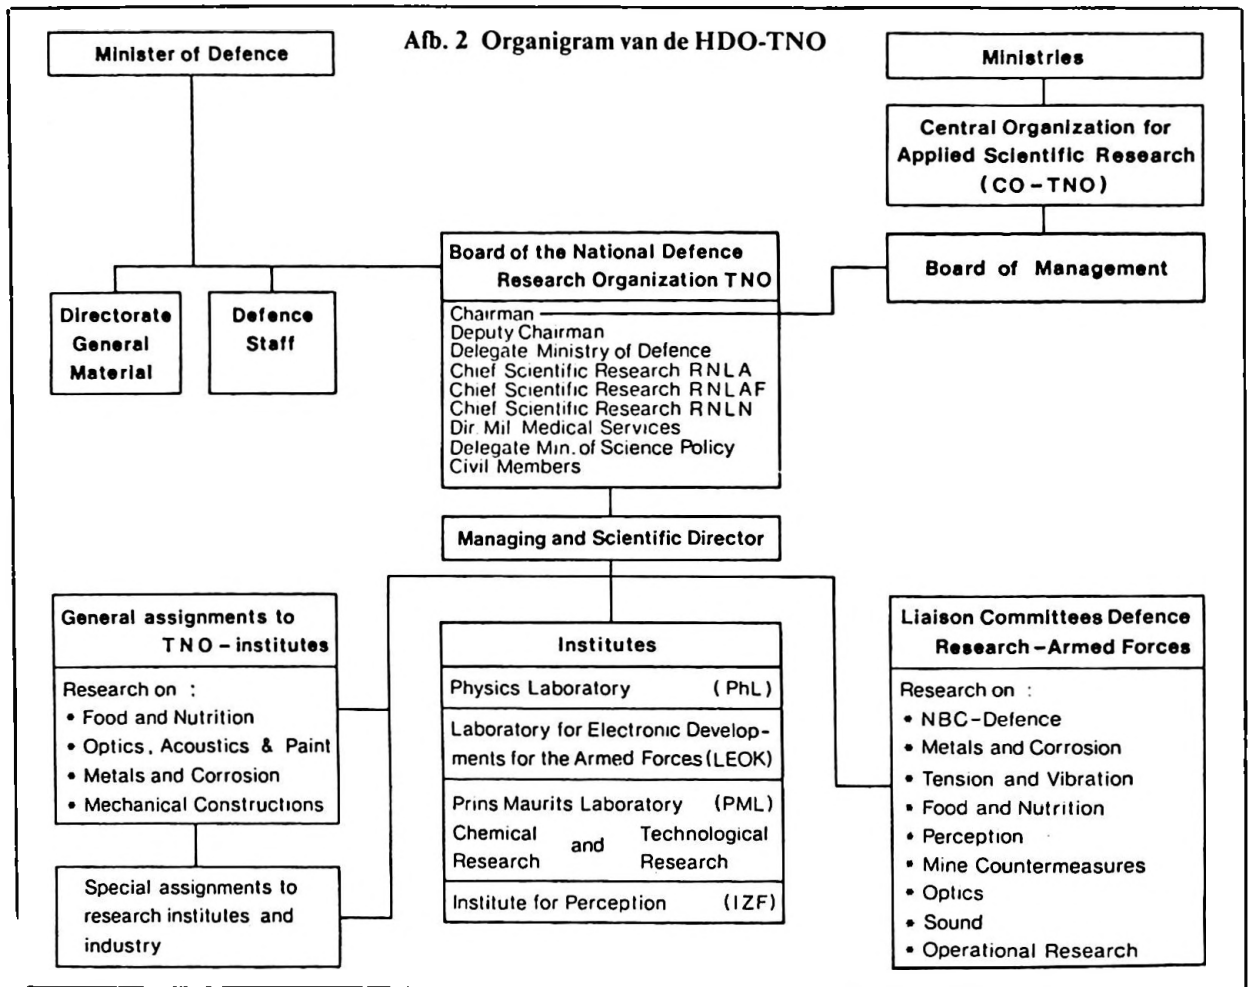 Afb. 2 Organigram van de HDO-TNO
Minister of Defence
Ministries
Central Organization for
Applied Scientific Research
(CO-TNO)
Board of Management
Board of the National Defence
Research Organization TNO
Chairman
Deputy Chairman
Delegate Ministry of Defence
Chief Scientific Research RNLA
Chief Scientific Research RNLAF
Chief Scientific Research RNLN
Dir Mil Medical Services
Delegate Min. of Science Policy
Civil Members
Directorate
General
Material
Defence
Staff
Managing and Scientific Director
General assignments to
TNO-institutes
Research on :
• Food and Nutrition
• Optics, Acoustics & Paint
• Metals and Corrosion
• Mechanical Constructions
Special assignments to
research institutes and
industry
Institutes
Physics Laboratory (PhL)
Laboratory for Electronic Develop-
ments for the Armed Forces (LEOK)
Prins Maurits Laboratory (PML)
Chemical Research and Technological Research
Institute for Perception (IZF)
Liaison Committees Defence
Research-Armed Forces
Research on :
• NBC-Defence
• Metals and Corrosion
• Tension and Vibration
• Food and Nutrition
• Perception
• Mine Countermeasures
• Optics
• Sound
• Operational Research